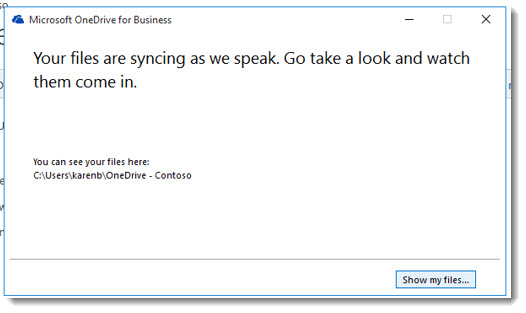 Microsoft OneDrive for Business
Your files are syncing as we speak. Go take a look and watch
them come in.
You can see your files here:
C:\Users\karenb\OneDrive - Contoso
Show my files...